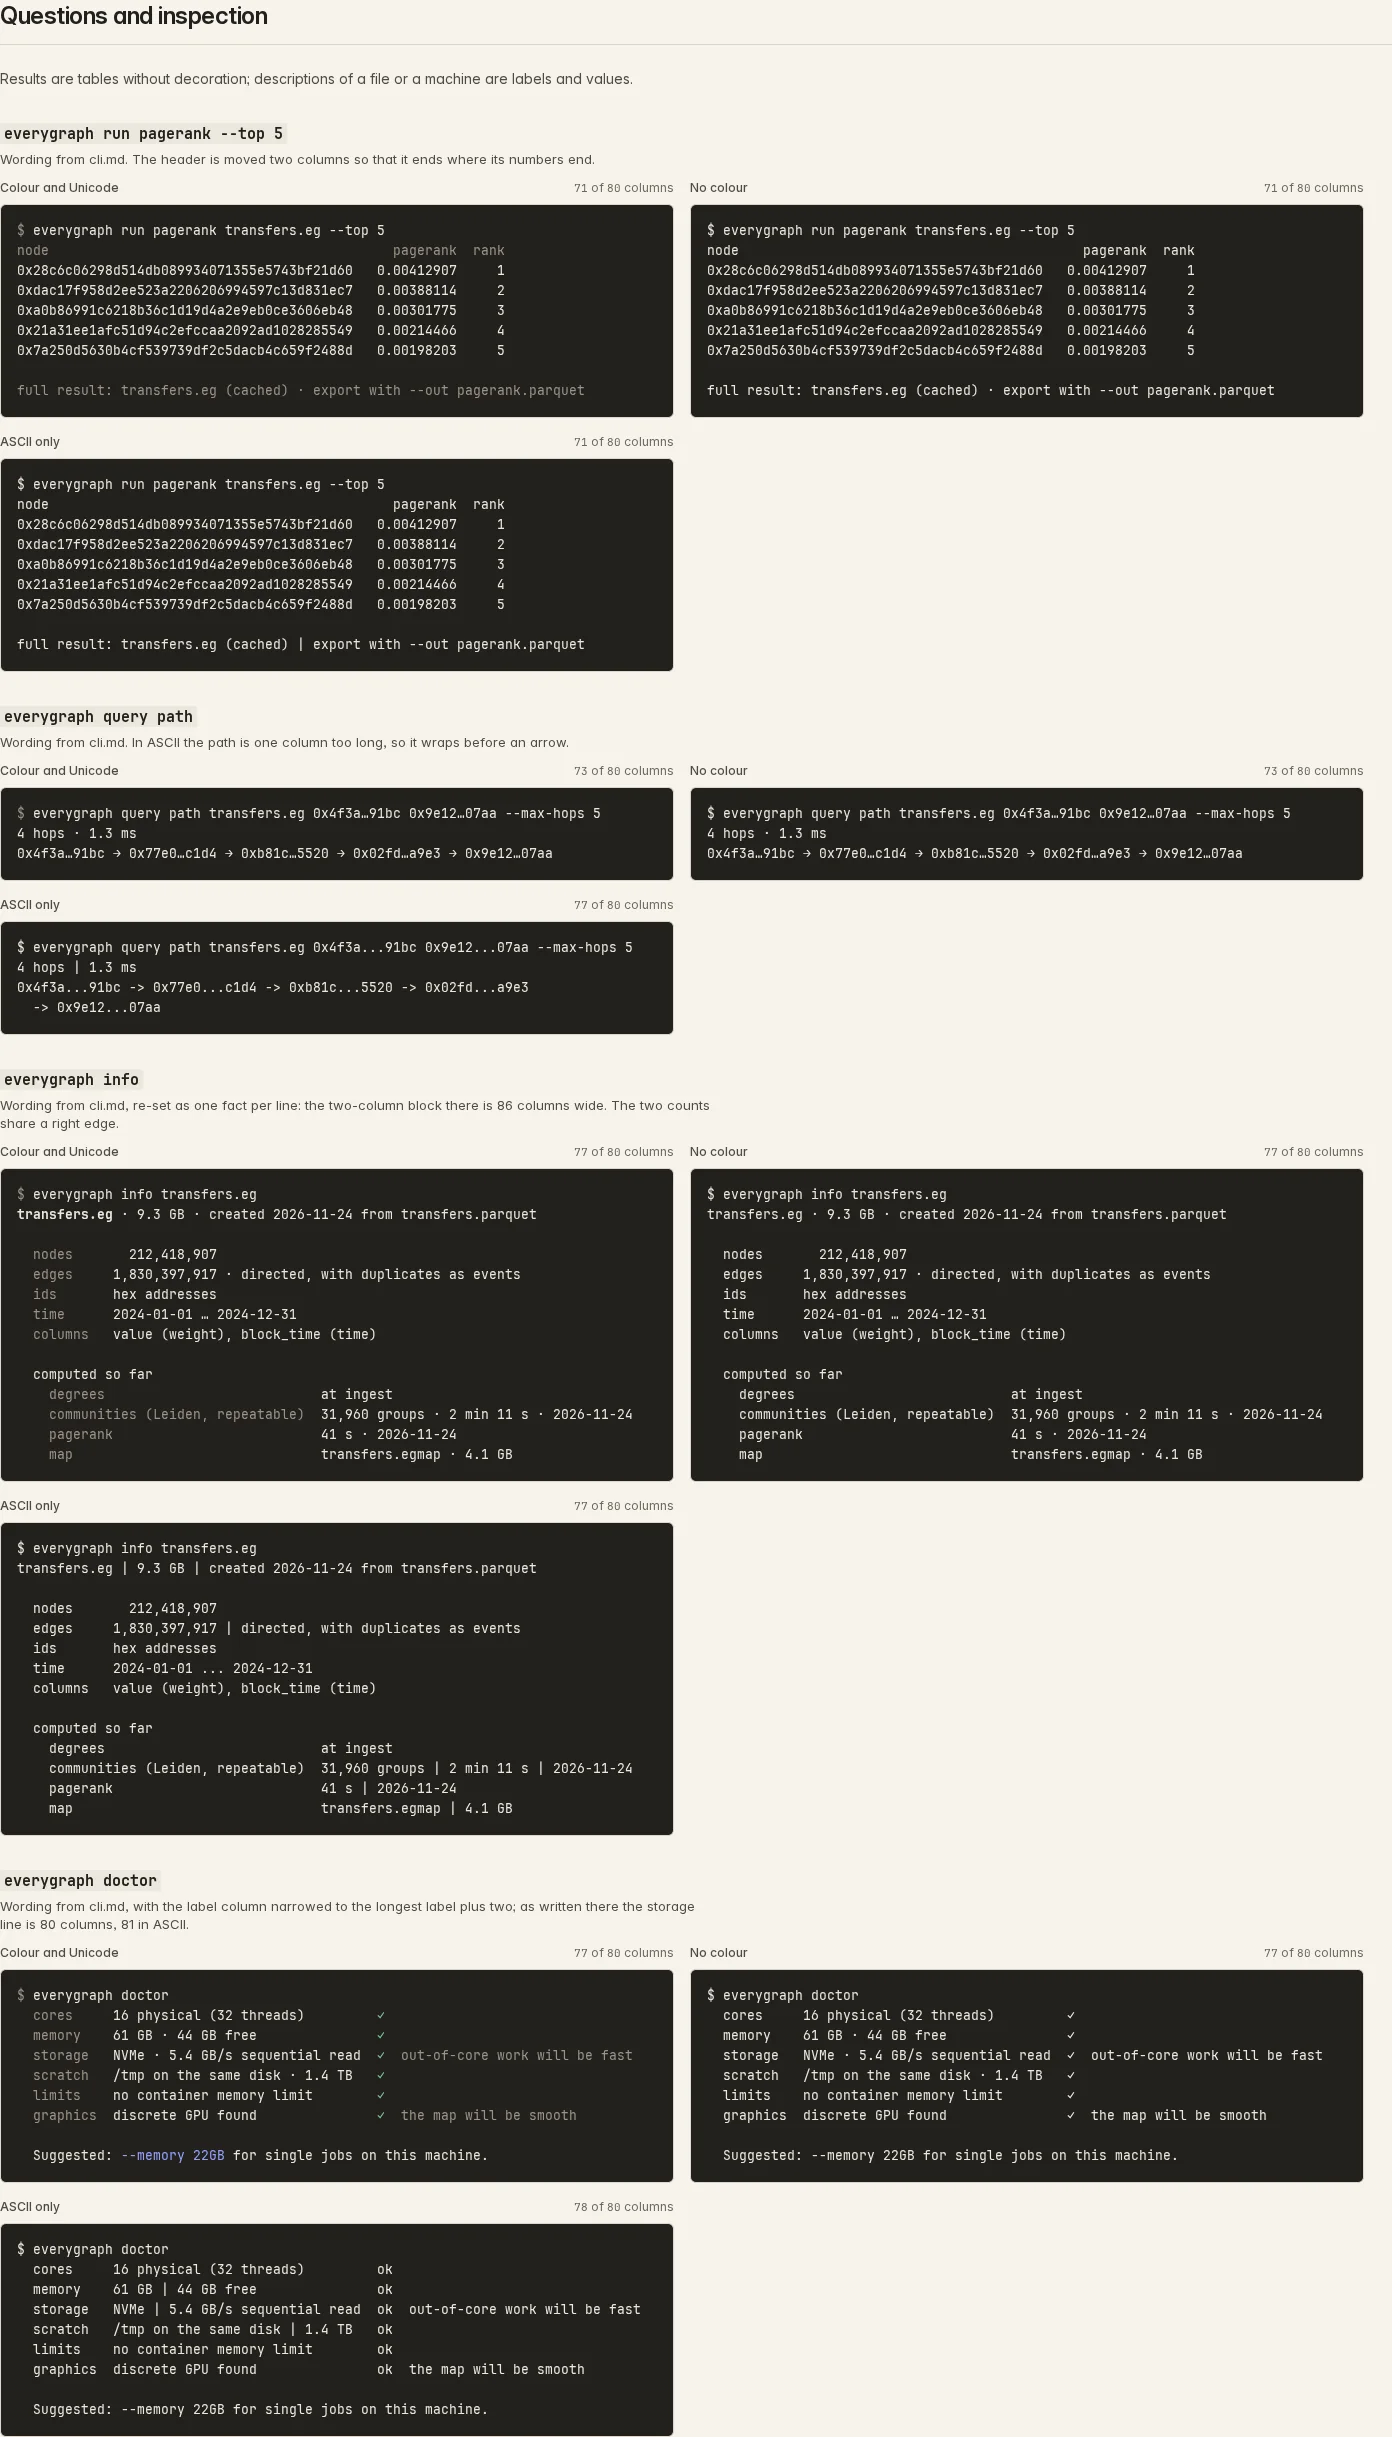 Questions and inspection
Results are tables without decoration; descriptions of a file or a machine are labels and values.
everygraph run pagerank --top 5
Wording from cli.md. The header is moved two columns so that it ends where its numbers end.
Colour and Unicode 71 of 80 columns
$ everygraph run pagerank transfers.eg --top 5
node pagerank rank
0x28c6c06298d514db089934071355e5743bf21d60 0.00412907 1
0xdac17f958d2ee523a2206206994597c13d831ec7 0.00388114 2
0xa0b86991c6218b36c1d19d4a2e9eb0ce3606eb48 0.00301775 3
0x21a31ee1afc51d94c2efccaa2092ad1028285549 0.00214466 4
0x7a250d5630b4cf539739df2c5dacb4c659f2488d 0.00198203 5
full result: transfers.eg (cached) · export with --out pagerank.parquet
No colour 71 of 80 columns
$ everygraph run pagerank transfers.eg --top 5
node pagerank rank
0x28c6c06298d514db089934071355e5743bf21d60 0.00412907 1
0xdac17f958d2ee523a2206206994597c13d831ec7 0.00388114 2
0xa0b86991c6218b36c1d19d4a2e9eb0ce3606eb48 0.00301775 3
0x21a31ee1afc51d94c2efccaa2092ad1028285549 0.00214466 4
0x7a250d5630b4cf539739df2c5dacb4c659f2488d 0.00198203 5
full result: transfers.eg (cached) · export with --out pagerank.parquet
ASCII only 71 of 80 columns
$ everygraph run pagerank transfers.eg --top 5
node pagerank rank
0x28c6c06298d514db089934071355e5743bf21d60 0.00412907 1
0xdac17f958d2ee523a2206206994597c13d831ec7 0.00388114 2
0xa0b86991c6218b36c1d19d4a2e9eb0ce3606eb48 0.00301775 3
0x21a31ee1afc51d94c2efccaa2092ad1028285549 0.00214466 4
0x7a250d5630b4cf539739df2c5dacb4c659f2488d 0.00198203 5
full result: transfers.eg (cached) | export with --out pagerank.parquet
everygraph query path
Wording from cli.md. In ASCII the path is one column too long, so it wraps before an arrow.
Colour and Unicode 73 of 80 columns
$ everygraph query path transfers.eg 0x4f3a…91bc 0x9e12…07aa --max-hops 5
4 hops · 1.3 ms
0x4f3a…91bc → 0x77e0…c1d4 → 0xb81c…5520 → 0x02fd…a9e3 → 0x9e12…07aa
No colour 73 of 80 columns
$ everygraph query path transfers.eg 0x4f3a…91bc 0x9e12…07aa --max-hops 5
4 hops · 1.3 ms
0x4f3a…91bc → 0x77e0…c1d4 → 0xb81c…5520 → 0x02fd…a9e3 → 0x9e12…07aa
ASCII only 77 of 80 columns
$ everygraph query path transfers.eg 0x4f3a...91bc 0x9e12...07aa --max-hops 5
4 hops | 1.3 ms
0x4f3a...91bc -> 0x77e0...c1d4 -> 0xb81c...5520 -> 0x02fd...a9e3
-> 0x9e12...07aa
everygraph info
Wording from cli.md, re-set as one fact per line: the two-column block there is 86 columns wide. The two counts
share a right edge.
Colour and Unicode 77 of 80 columns
$ everygraph info transfers.eg
transfers.eg · 9.3 GB · created 2026-11-24 from transfers.parquet
nodes 212,418,907
edges 1,830,397,917 · directed, with duplicates as events
ids hex addresses
time 2024-01-01 … 2024-12-31
columns value (weight), block_time (time)
computed so far
degrees at ingest
communities (Leiden, repeatable) 31,960 groups · 2 min 11 s · 2026-11-24
pagerank 41 s · 2026-11-24
map transfers.egmap · 4.1 GB
No colour 77 of 80 columns
$ everygraph info transfers.eg
transfers.eg · 9.3 GB · created 2026-11-24 from transfers.parquet
nodes 212,418,907
edges 1,830,397,917 · directed, with duplicates as events
ids hex addresses
time 2024-01-01 … 2024-12-31
columns value (weight), block_time (time)
computed so far
degrees at ingest
communities (Leiden, repeatable) 31,960 groups · 2 min 11 s · 2026-11-24
pagerank 41 s · 2026-11-24
map transfers.egmap · 4.1 GB
ASCII only 77 of 80 columns
$ everygraph info transfers.eg
transfers.eg | 9.3 GB | created 2026-11-24 from transfers.parquet
nodes 212,418,907
edges 1,830,397,917 | directed, with duplicates as events
ids hex addresses
time 2024-01-01 ... 2024-12-31
columns value (weight), block_time (time)
computed so far
degrees at ingest
communities (Leiden, repeatable) 31,960 groups | 2 min 11 s | 2026-11-24
pagerank 41 s | 2026-11-24
map transfers.egmap | 4.1 GB
everygraph doctor
Wording from cli.md, with the label column narrowed to the longest label plus two; as written there the storage
line is 80 columns, 81 in ASCII.
Colour and Unicode 77 of 80 columns
$ everygraph doctor
cores 16 physical (32 threads) ✓
memory 61 GB · 44 GB free ✓
storage NVMe · 5.4 GB/s sequential read ✓ out-of-core work will be fast
scratch /tmp on the same disk · 1.4 TB ✓
limits no container memory limit ✓
graphics discrete GPU found ✓ the map will be smooth
Suggested: --memory 22GB for single jobs on this machine.
No colour 77 of 80 columns
$ everygraph doctor
cores 16 physical (32 threads) ✓
memory 61 GB · 44 GB free ✓
storage NVMe · 5.4 GB/s sequential read ✓ out-of-core work will be fast
scratch /tmp on the same disk · 1.4 TB ✓
limits no container memory limit ✓
graphics discrete GPU found ✓ the map will be smooth
Suggested: --memory 22GB for single jobs on this machine.
ASCII only 78 of 80 columns
$ everygraph doctor
cores 16 physical (32 threads) ok
memory 61 GB | 44 GB free ok
storage NVMe | 5.4 GB/s sequential read ok out-of-core work will be fast
scratch /tmp on the same disk | 1.4 TB ok
limits no container memory limit ok
graphics discrete GPU found ok the map will be smooth
Suggested: --memory 22GB for single jobs on this machine.